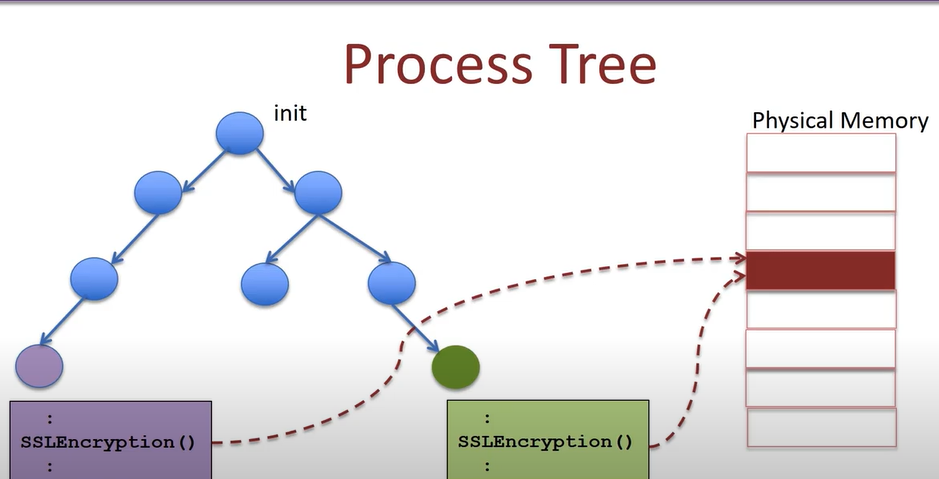 Process Tree
init
Physical Memory
:
SSLEncryption()
:
:
SSLEncryption()
: